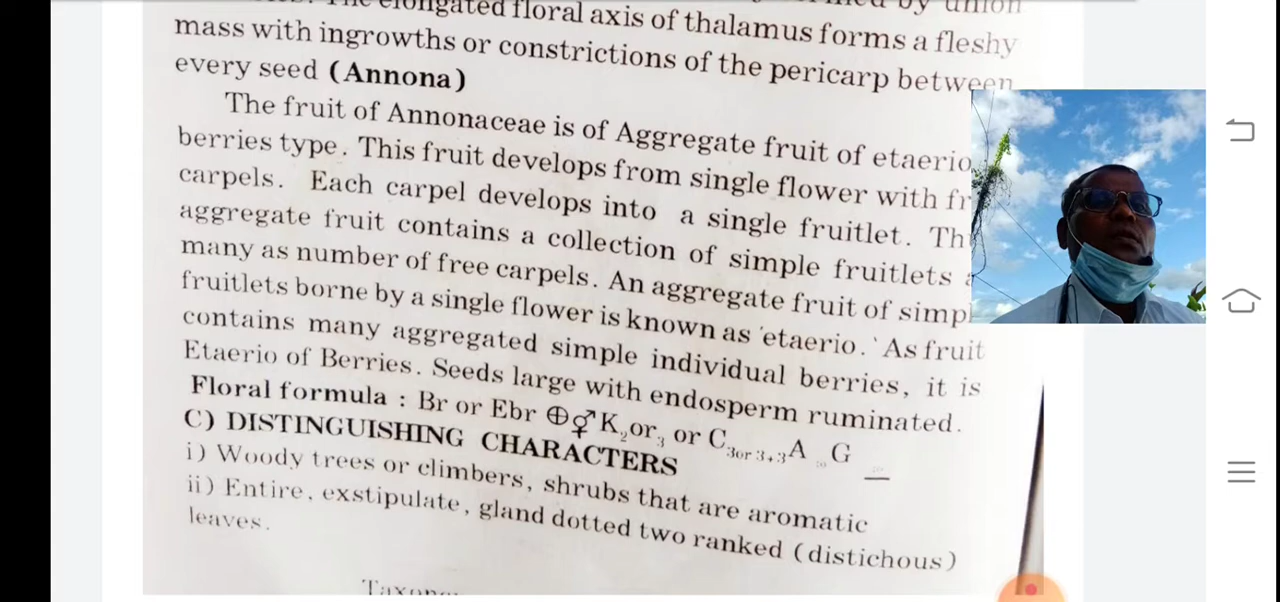 elongated floral axis of thalamus forms a fleshy
mass with ingrowths or constrictions of the pericarp between
every seed (Annona)
The fruit of Annonaceae is of Aggregate fruit of etaerio
berries type. This fruit develops from single flower with fr
carpels. Each carpel develops into a single fruitlet. Th
aggregate fruit contains a collection of simple fruitlets
many as number of free carpels. An aggregate fruit of simp
fruitlets borne by a single flower is known as 'etaerio.' As fruit
contains many aggregated simple individual berries, it is
Etaerio of Berries. Seeds large with endosperm ruminated.
Floral formula : Br or Ebr ⊕⚥ K2or3 or C3or 3+3 A∞ G
C) DISTINGUISHING CHARACTERS
i) Woody trees or climbers, shrubs that are aromatic
ii) Entire, exstipulate, gland dotted two ranked (distichous)
leaves.